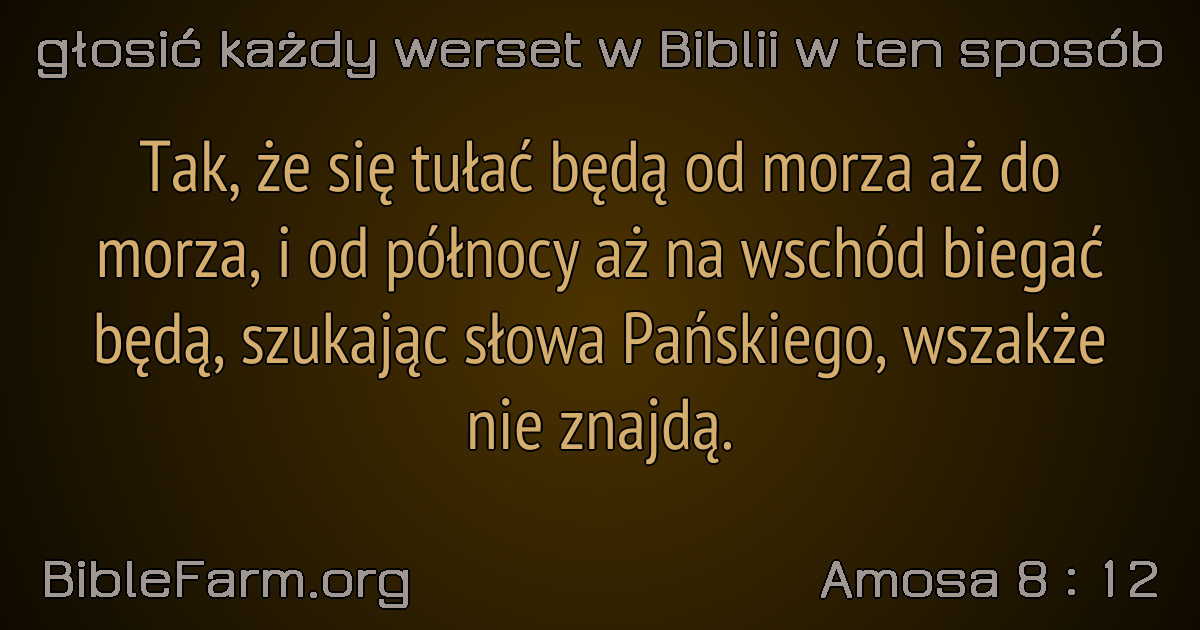 głosić każdy werset w Biblii w ten sposób
Tak, że się tułać będą od morza aż do
morza, i od północy aż na wschód biegać
będą, szukając słowa Pańskiego, wszakże
nie znajdą.
BibleFarm.org
Amosa 8 : 12